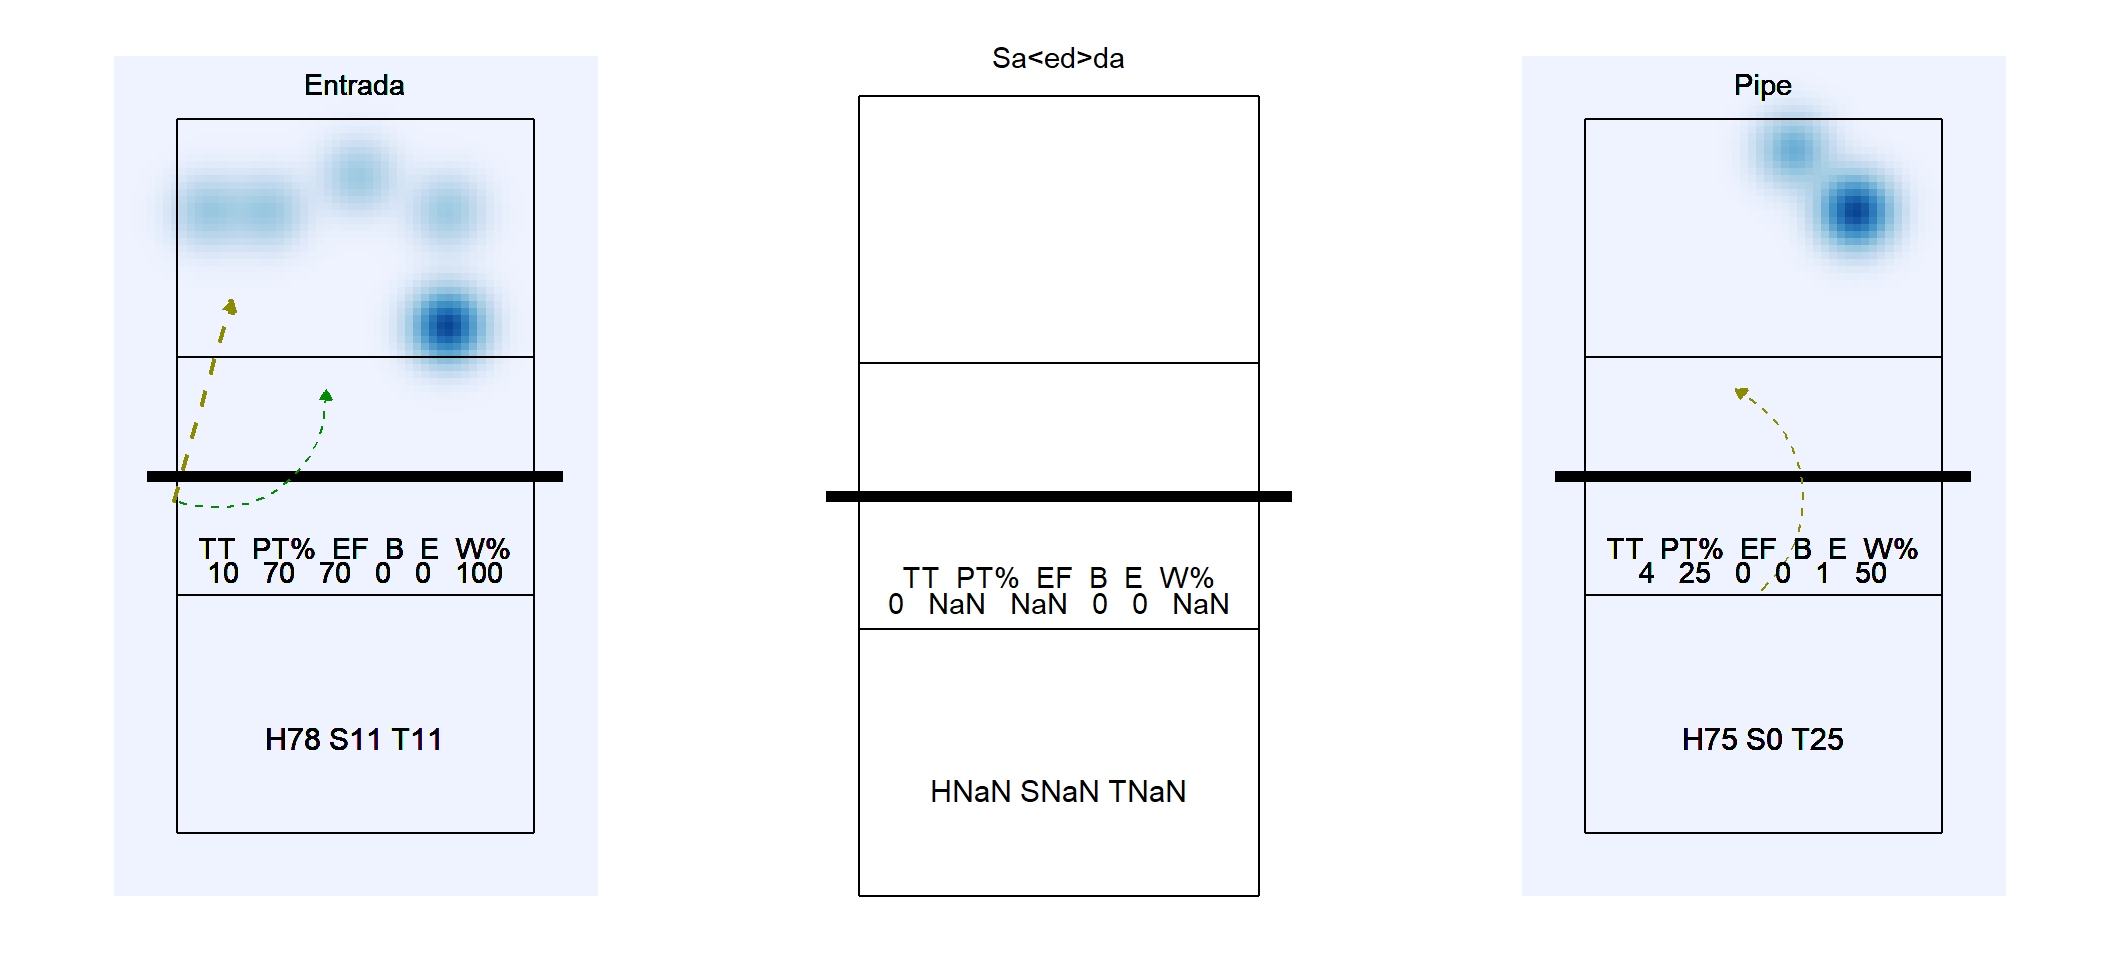 Entrada
TT PT% EF B E W%
10 70 70 0 0 100
H78 S11 T11
Sa<ed>da
TT PT% EF B E W%
0 NaN NaN 0 0 NaN
HNaN SNaN TNaN
Pipe
TT PT% EF B E W%
4 25 0 0 1 50
H75 S0 T25